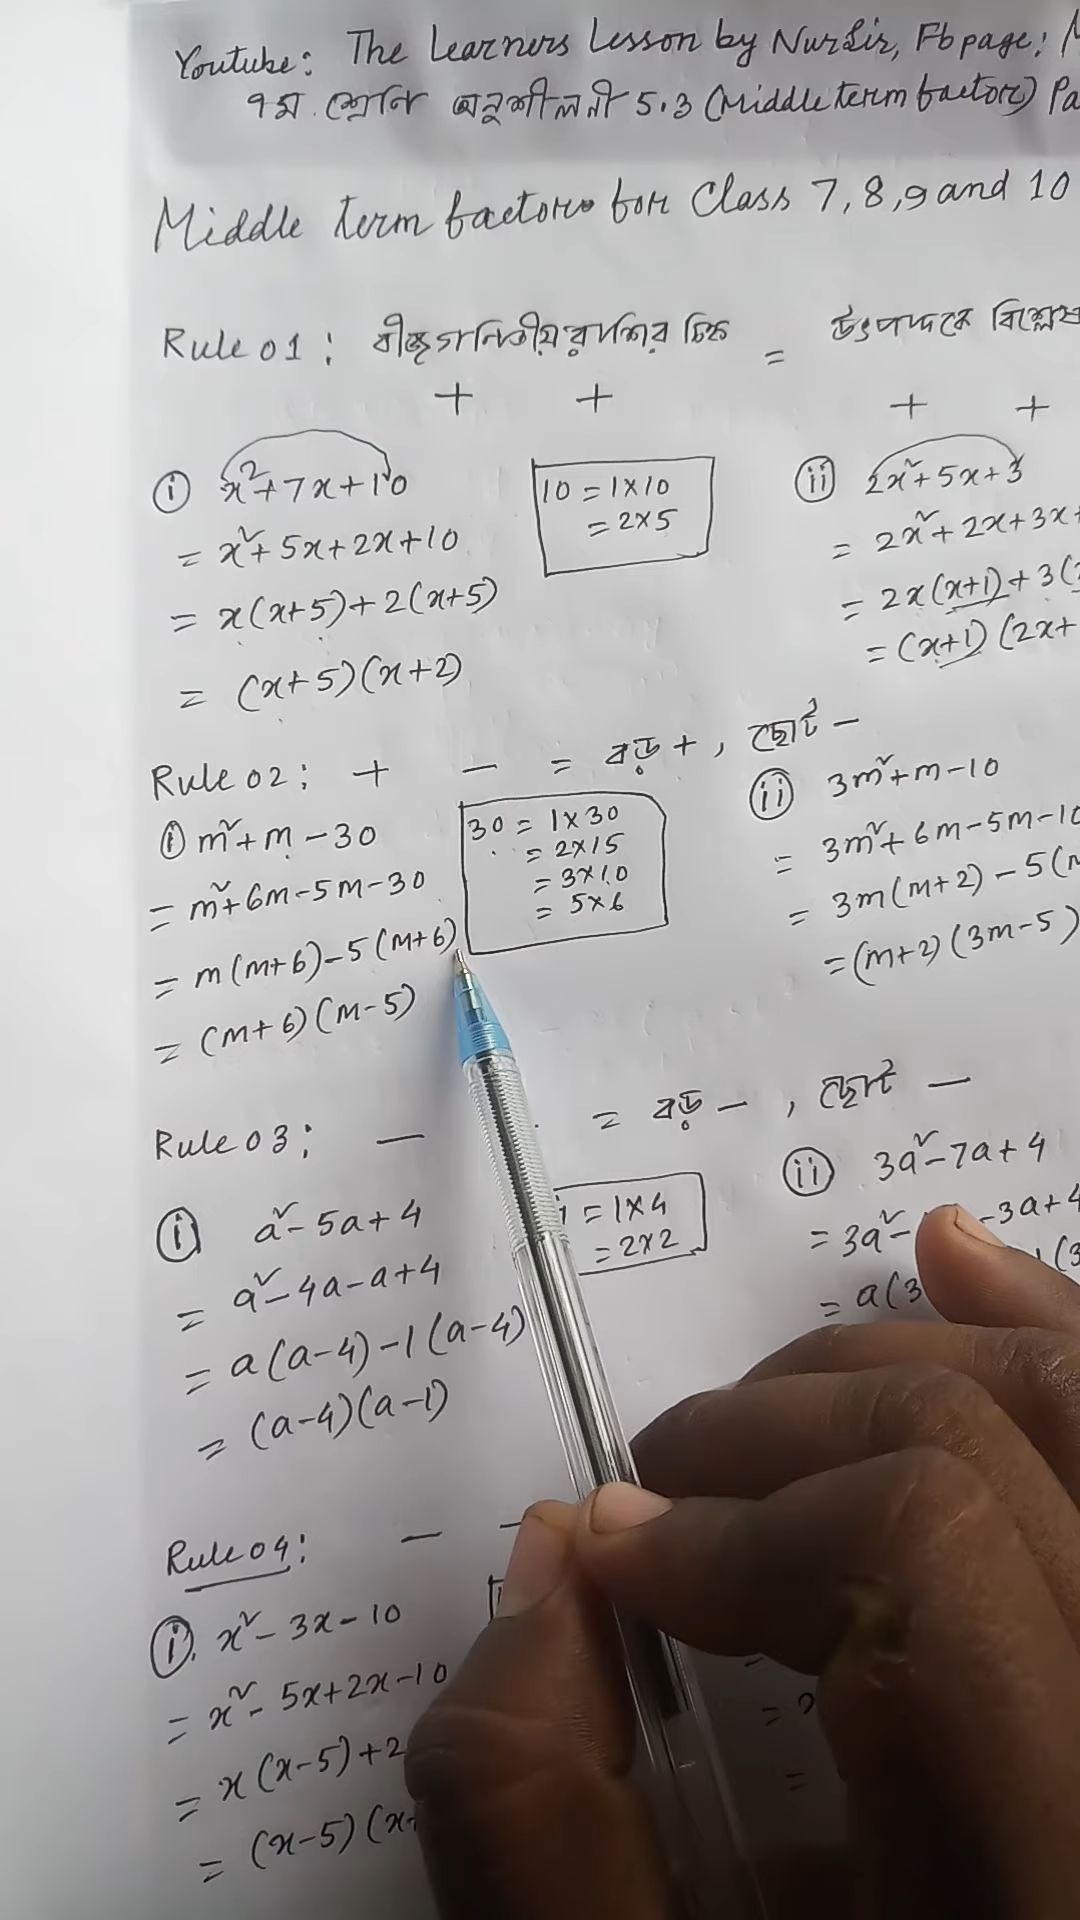 Youtube: The Learners Lesson by NurSir, Fb page:
৭ম. শ্রেনি অনুশীলনী 5.3 (Middle term factor)
Middle term factor for Class 7, 8, 9 and 10
Rule 01: বীজগানিতীয় রাশির চিহ্ন = উৎপাদকে
+ + + +
(i) x²+7x+10
= x²+5x+2x+10
= x(x+5)+2(x+5)
= (x+5)(x+2)
10 = 1×10
= 2×5
(ii) 2x²+5x+3
= 2x²+2x+3x+
= 2x(x+1)+3(
= (x+1)(2x+
Rule 02: + − = বড় +, ছোট −
(i) m²+m−30
= m²+6m−5m−30
= m(m+6)−5(m+6)
= (m+6)(m−5)
30 = 1×30
= 2×15
= 3×10
= 5×6
(ii) 3m²+m−10
= 3m²+6m−5m−10
= 3m(m+2)−5(
= (m+2)(3m−5)
Rule 03: − = বড় −, ছোট −
(i) a²−5a+4
= a²−4a−a+4
= a(a−4)−1(a−4)
= (a−4)(a−1)
= 1×4
= 2×2
(ii) 3a²−7a+4
= 3a²− −3a+4
= a(3
Rule 04: − −
(i). x²−3x−10
= x²−5x+2x−10
= x(x−5)+2
= (x−5)(x